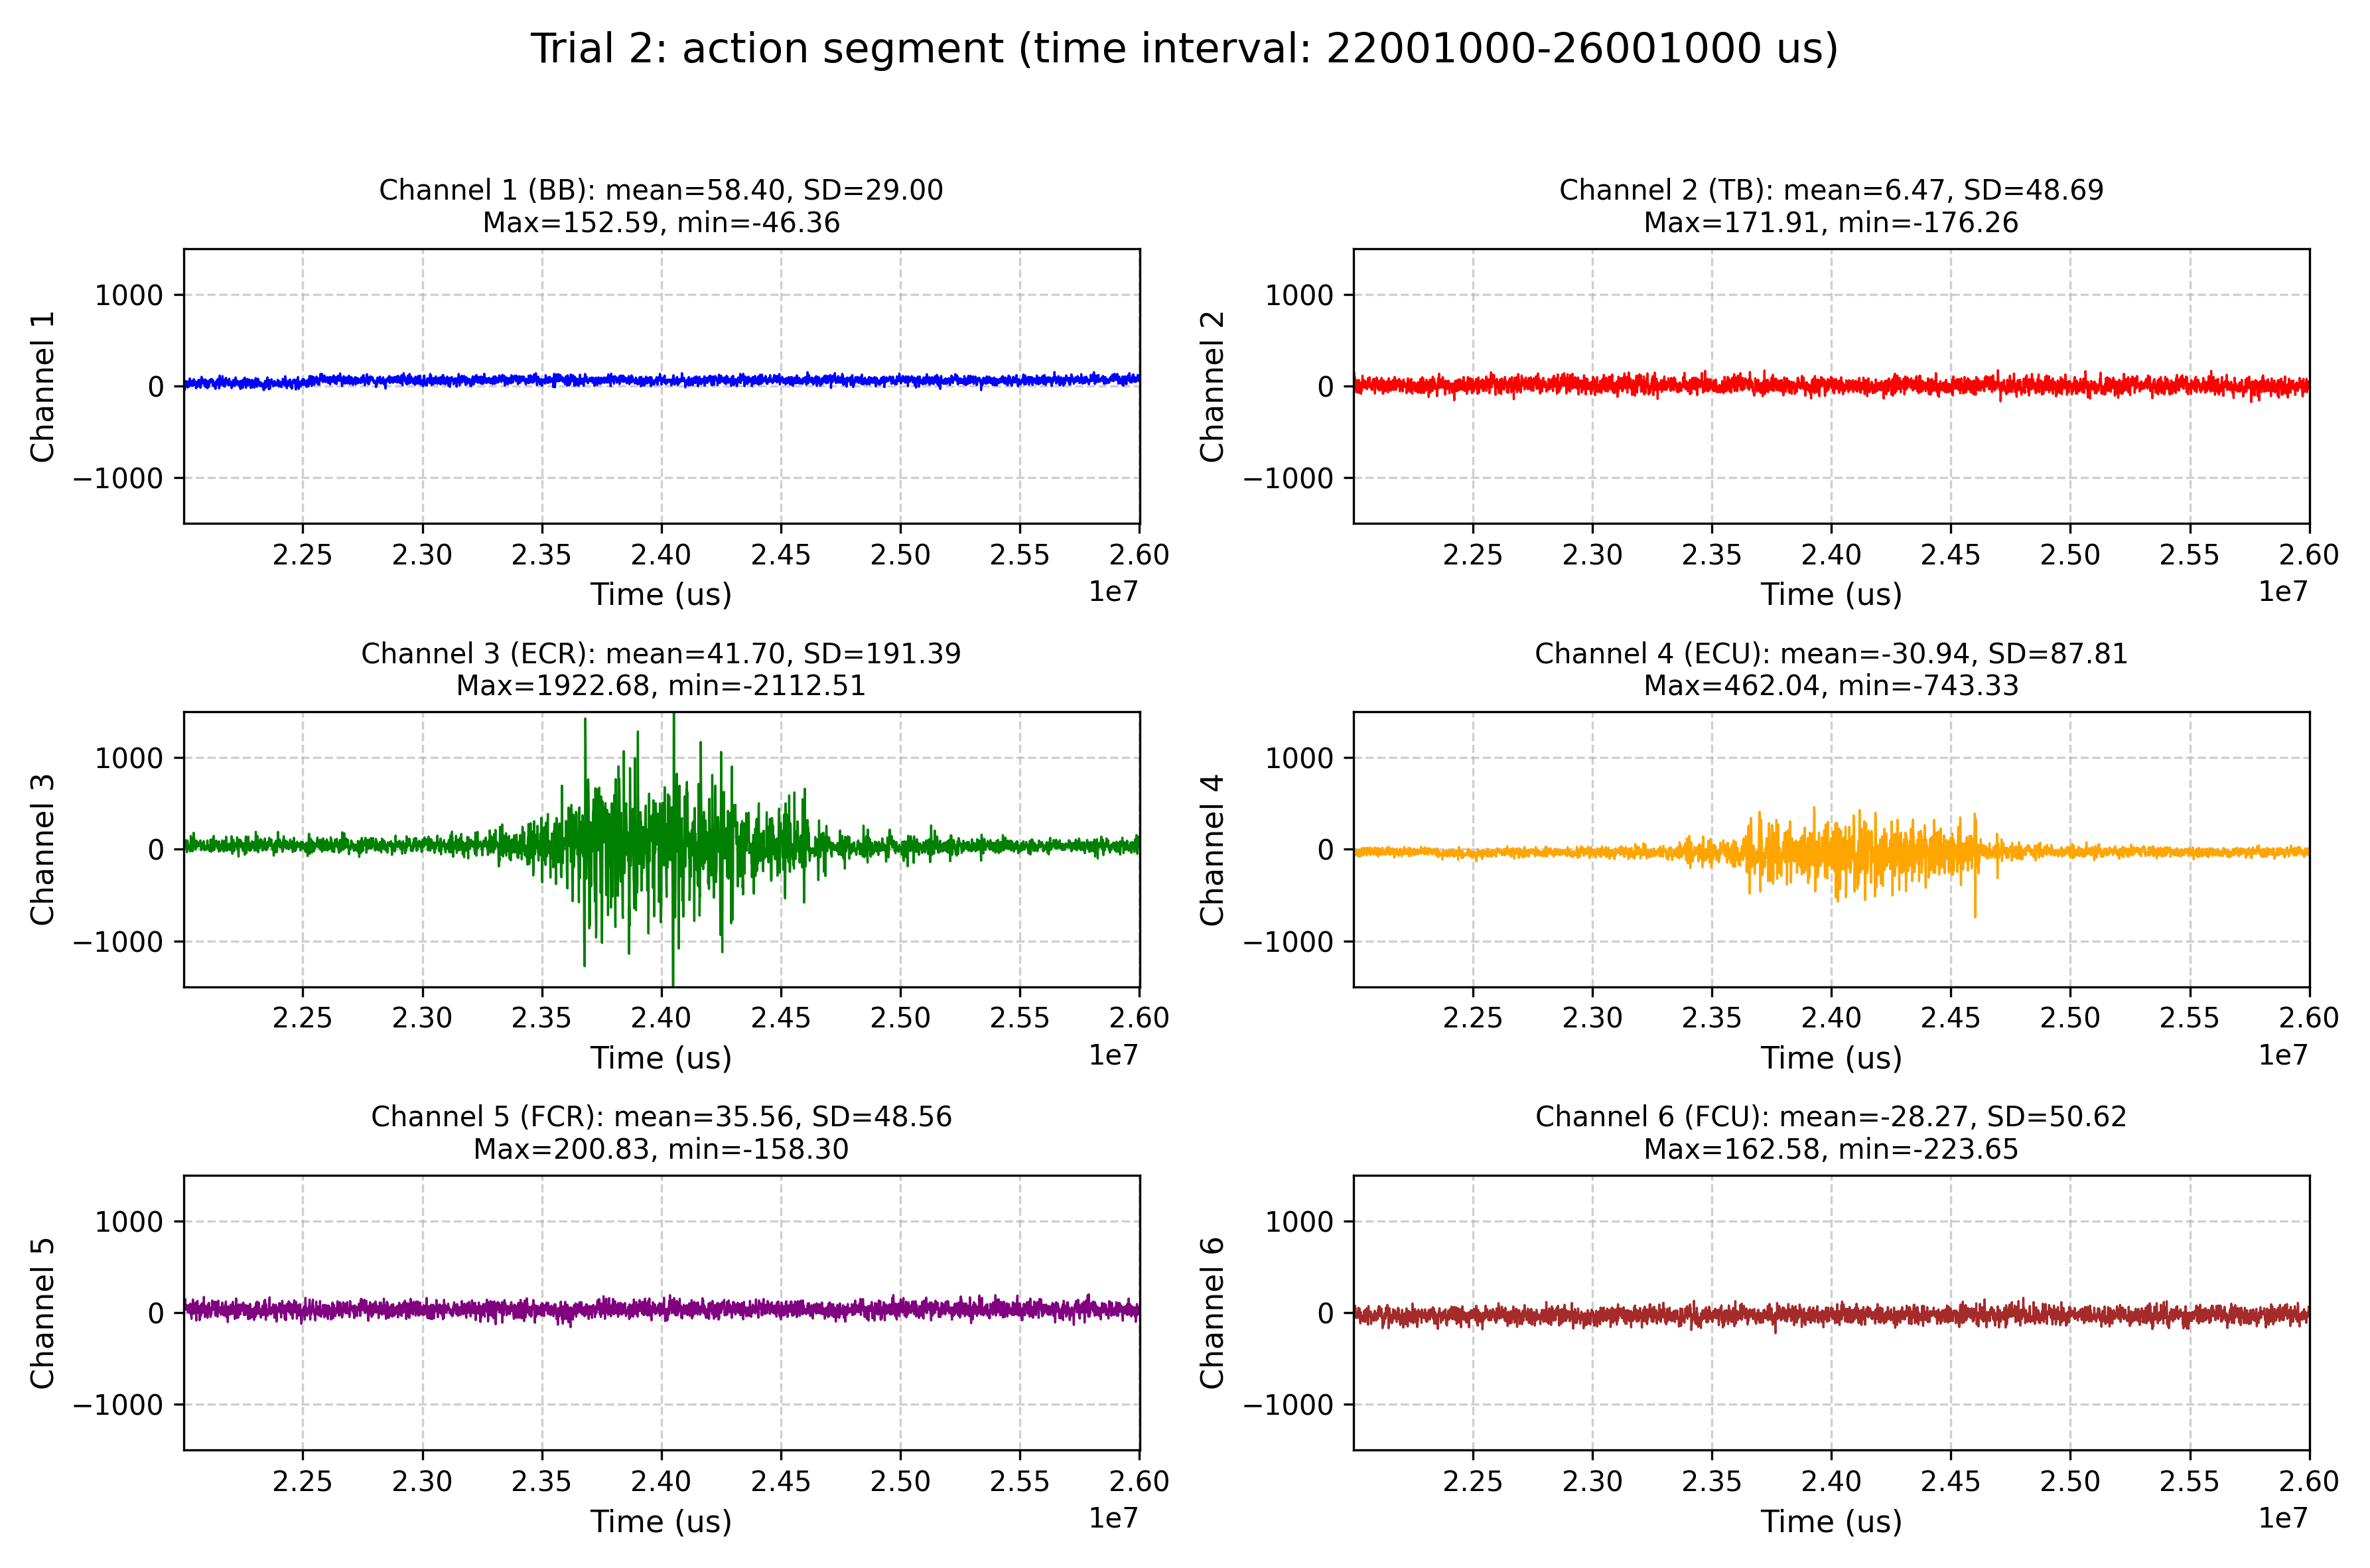 Trial 2: action segment (time interval: 22001000-26001000 us)
Channel 1 (BB): mean=58.40, SD=29.00
Max=152.59, min=-46.36
Channel 1
1000
0
−1000
2.25 2.30 2.35 2.40 2.45 2.50 2.55 2.60
Time (us)
1e7
Channel 2 (TB): mean=6.47, SD=48.69
Max=171.91, min=-176.26
Channel 2
1000
0
−1000
2.25 2.30 2.35 2.40 2.45 2.50 2.55 2.60
Time (us)
1e7
Channel 3 (ECR): mean=41.70, SD=191.39
Max=1922.68, min=-2112.51
Channel 3
1000
0
−1000
2.25 2.30 2.35 2.40 2.45 2.50 2.55 2.60
Time (us)
1e7
Channel 4 (ECU): mean=-30.94, SD=87.81
Max=462.04, min=-743.33
Channel 4
1000
0
−1000
2.25 2.30 2.35 2.40 2.45 2.50 2.55 2.60
Time (us)
1e7
Channel 5 (FCR): mean=35.56, SD=48.56
Max=200.83, min=-158.30
Channel 5
1000
0
−1000
2.25 2.30 2.35 2.40 2.45 2.50 2.55 2.60
Time (us)
1e7
Channel 6 (FCU): mean=-28.27, SD=50.62
Max=162.58, min=-223.65
Channel 6
1000
0
−1000
2.25 2.30 2.35 2.40 2.45 2.50 2.55 2.60
Time (us)
1e7